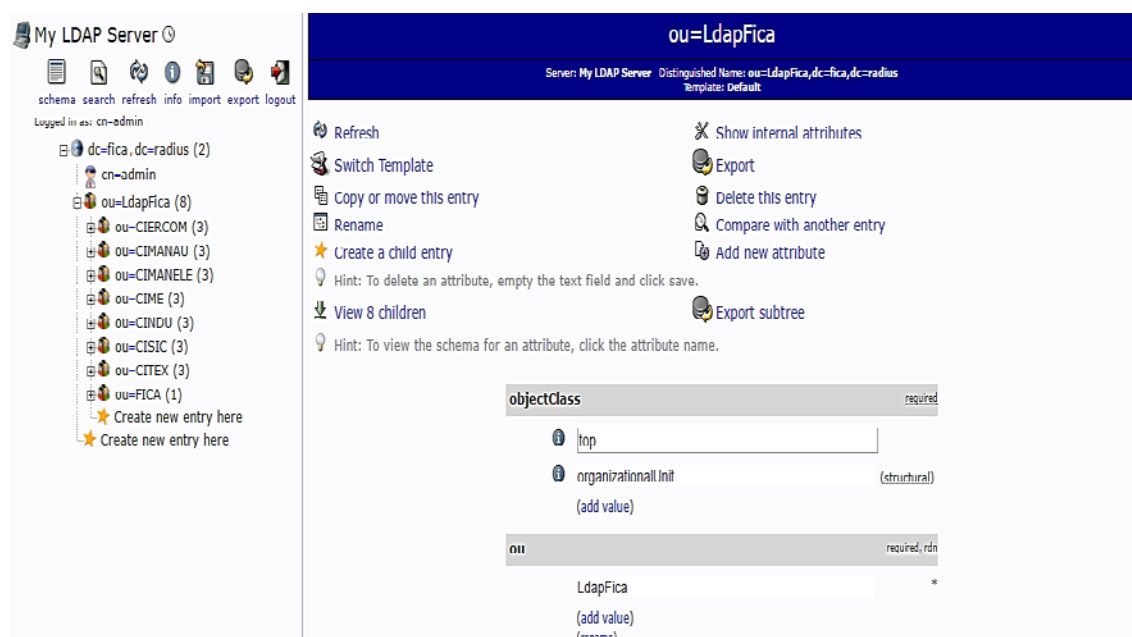 My LDAP Server
schema search refresh info import export logout
Logged in as: cn=admin
dc=fica,dc=radius (2)
cn=admin
ou=LdapFica (8)
ou=CIERCOM (3)
ou=CIMANAU (3)
ou=CIMANELE (3)
ou=CIME (3)
ou=CINDU (3)
ou=CISIC (3)
ou=CITEX (3)
ou=FICA (1)
Create new entry here
Create new entry here
ou=LdapFica
Server: My LDAP Server Distinguished Name: ou=LdapFica,dc=fica,dc=radius
Template: Default
Refresh
Show internal attributes
Switch Template
Export
Copy or move this entry
Delete this entry
Rename
Compare with another entry
Create a child entry
Add new attribute
Hint: To delete an attribute, empty the text field and click save.
View 8 children
Export subtree
Hint: To view the schema for an attribute, click the attribute name.
objectClass required
top
organizationalUnit (structural)
(add value)
ou required, rdn
LdapFica *
(add value)
(rename)